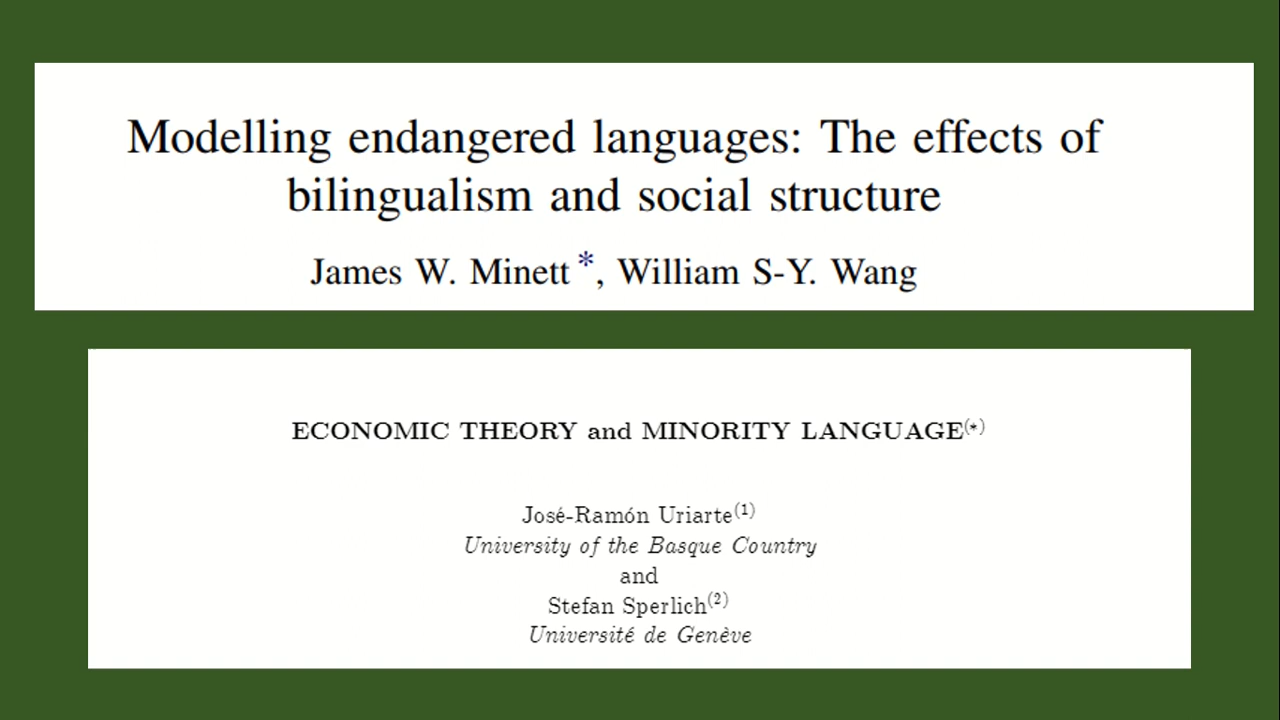 Modelling endangered languages: The effects of
bilingualism and social structure
James W. Minett *, William S-Y. Wang
ECONOMIC THEORY and MINORITY LANGUAGE(*)
José-Ramón Uriarte(1)
University of the Basque Country
and
Stefan Sperlich(2)
Université de Genève